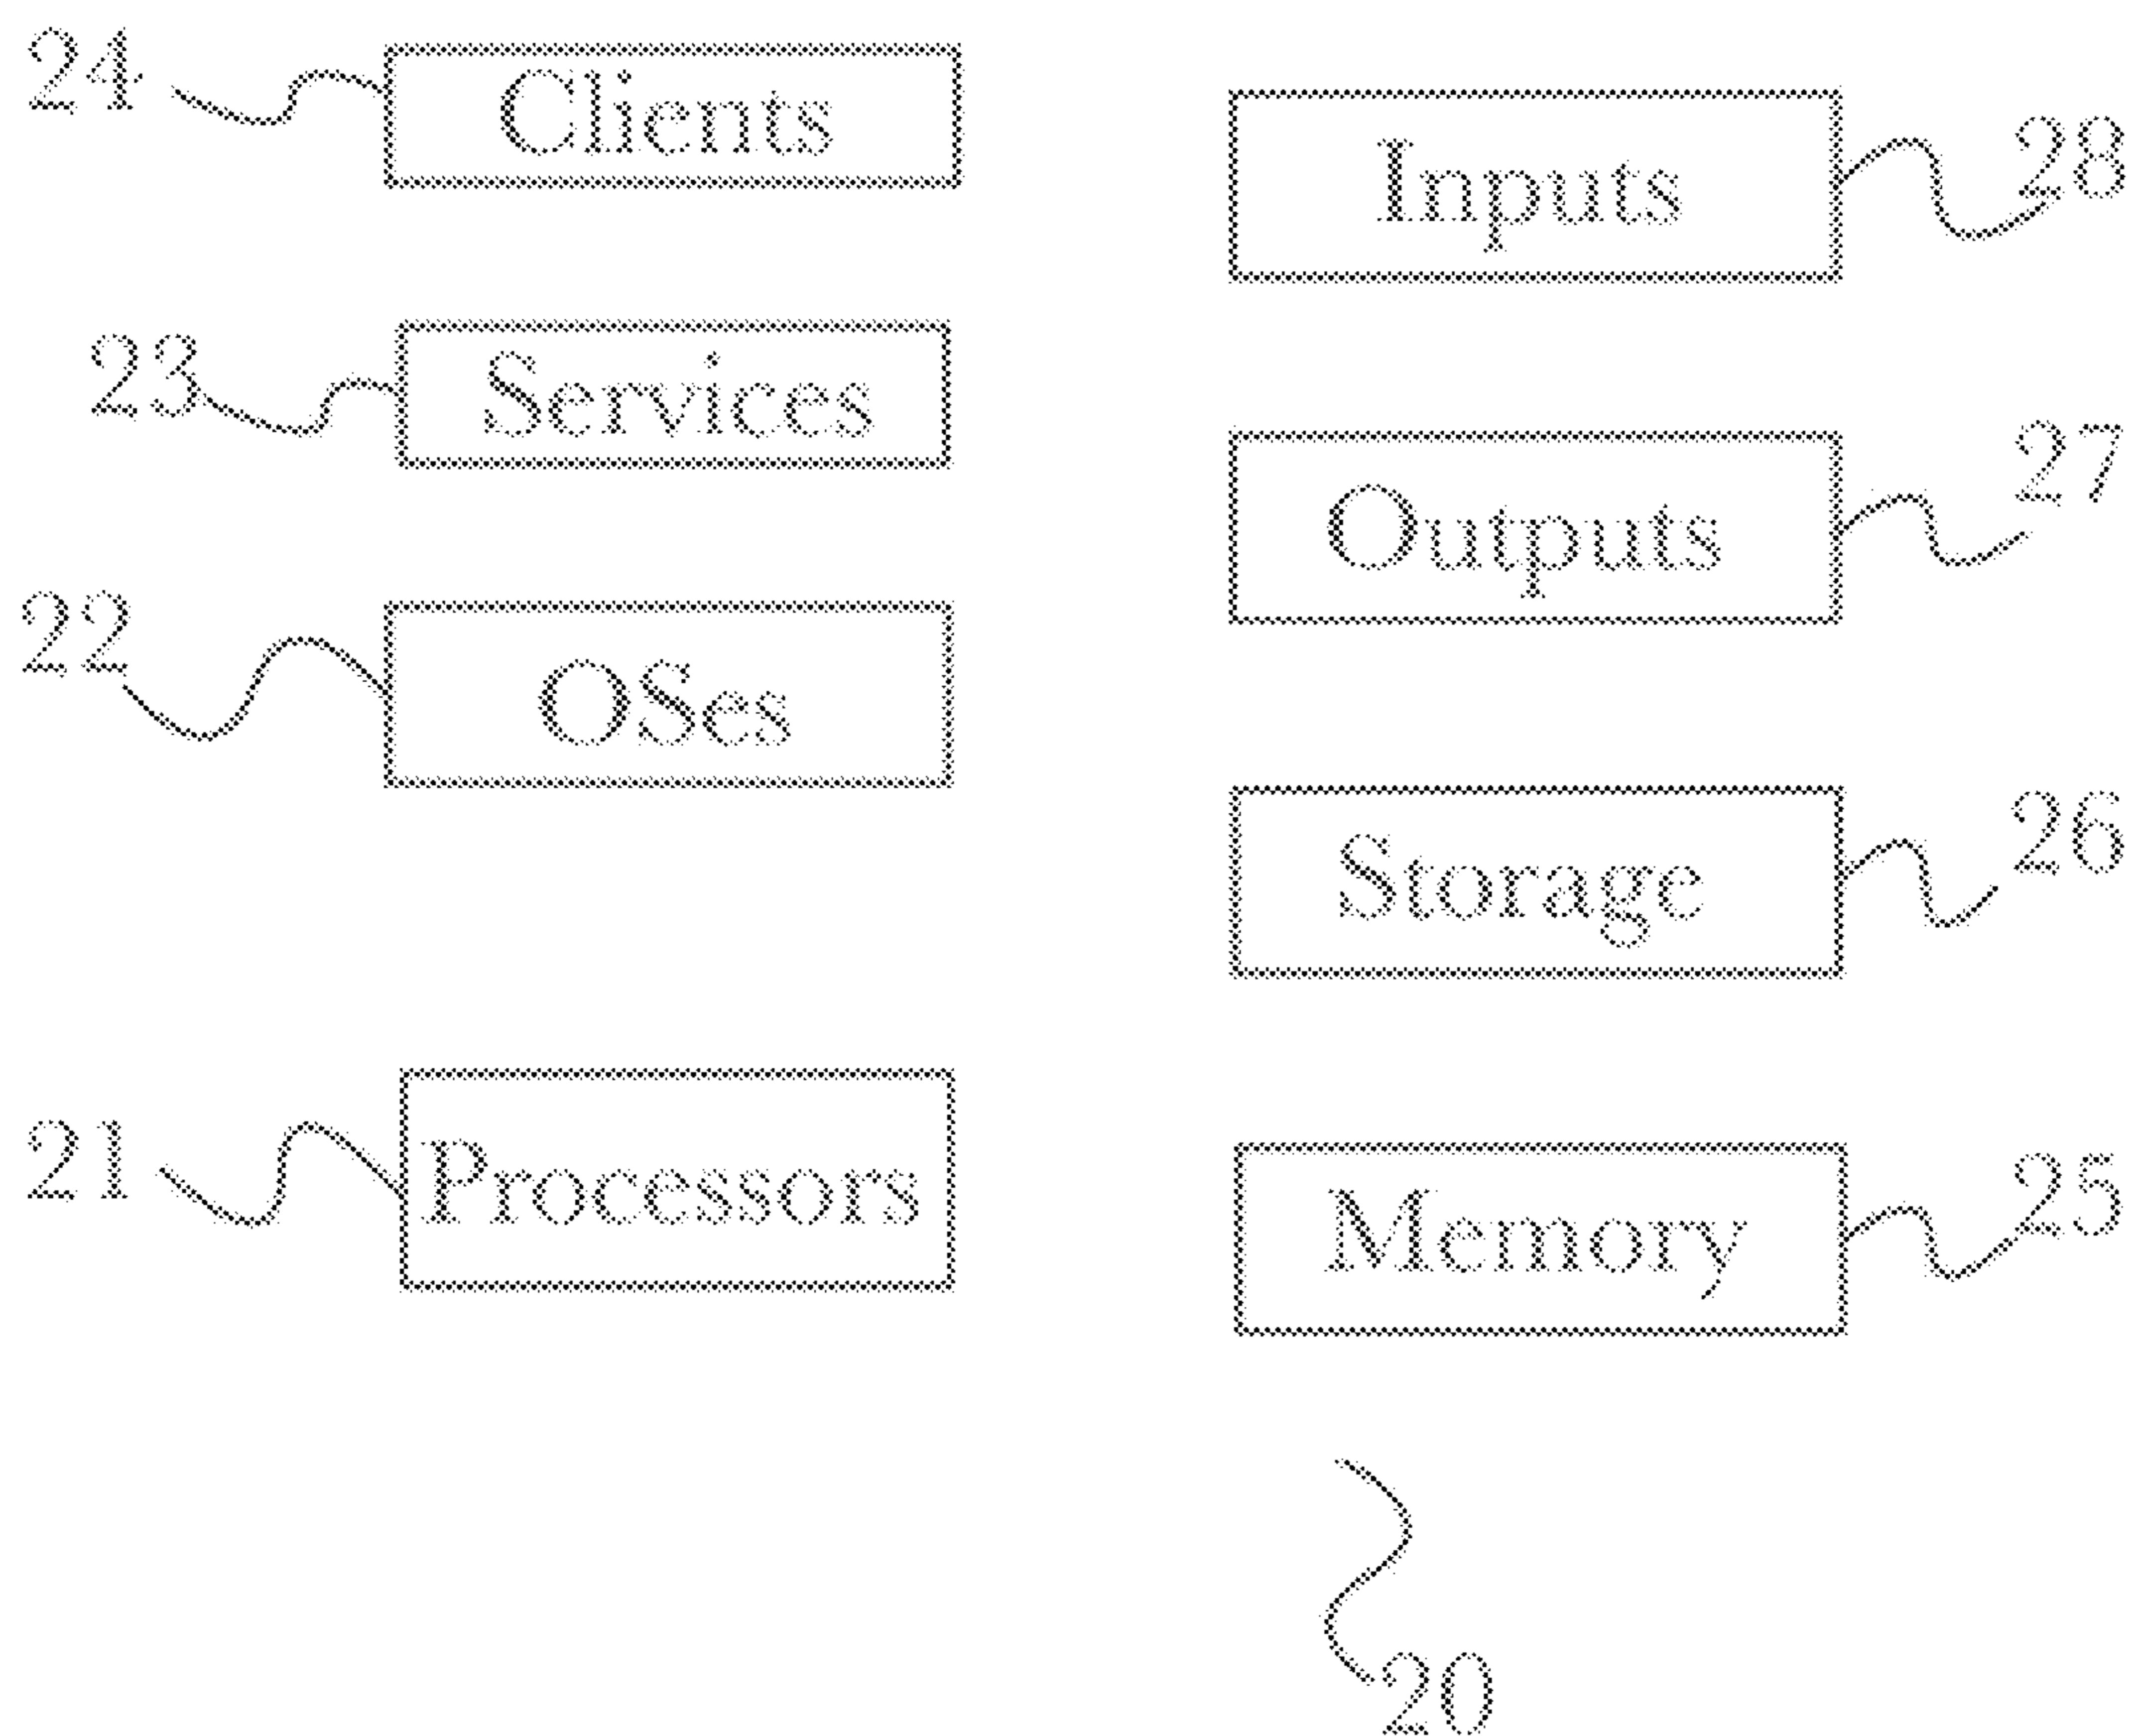 24
Clients
23
Services
22
OSes
21
Processors
Inputs
28
Outputs
27
Storage
26
Memory
25
20